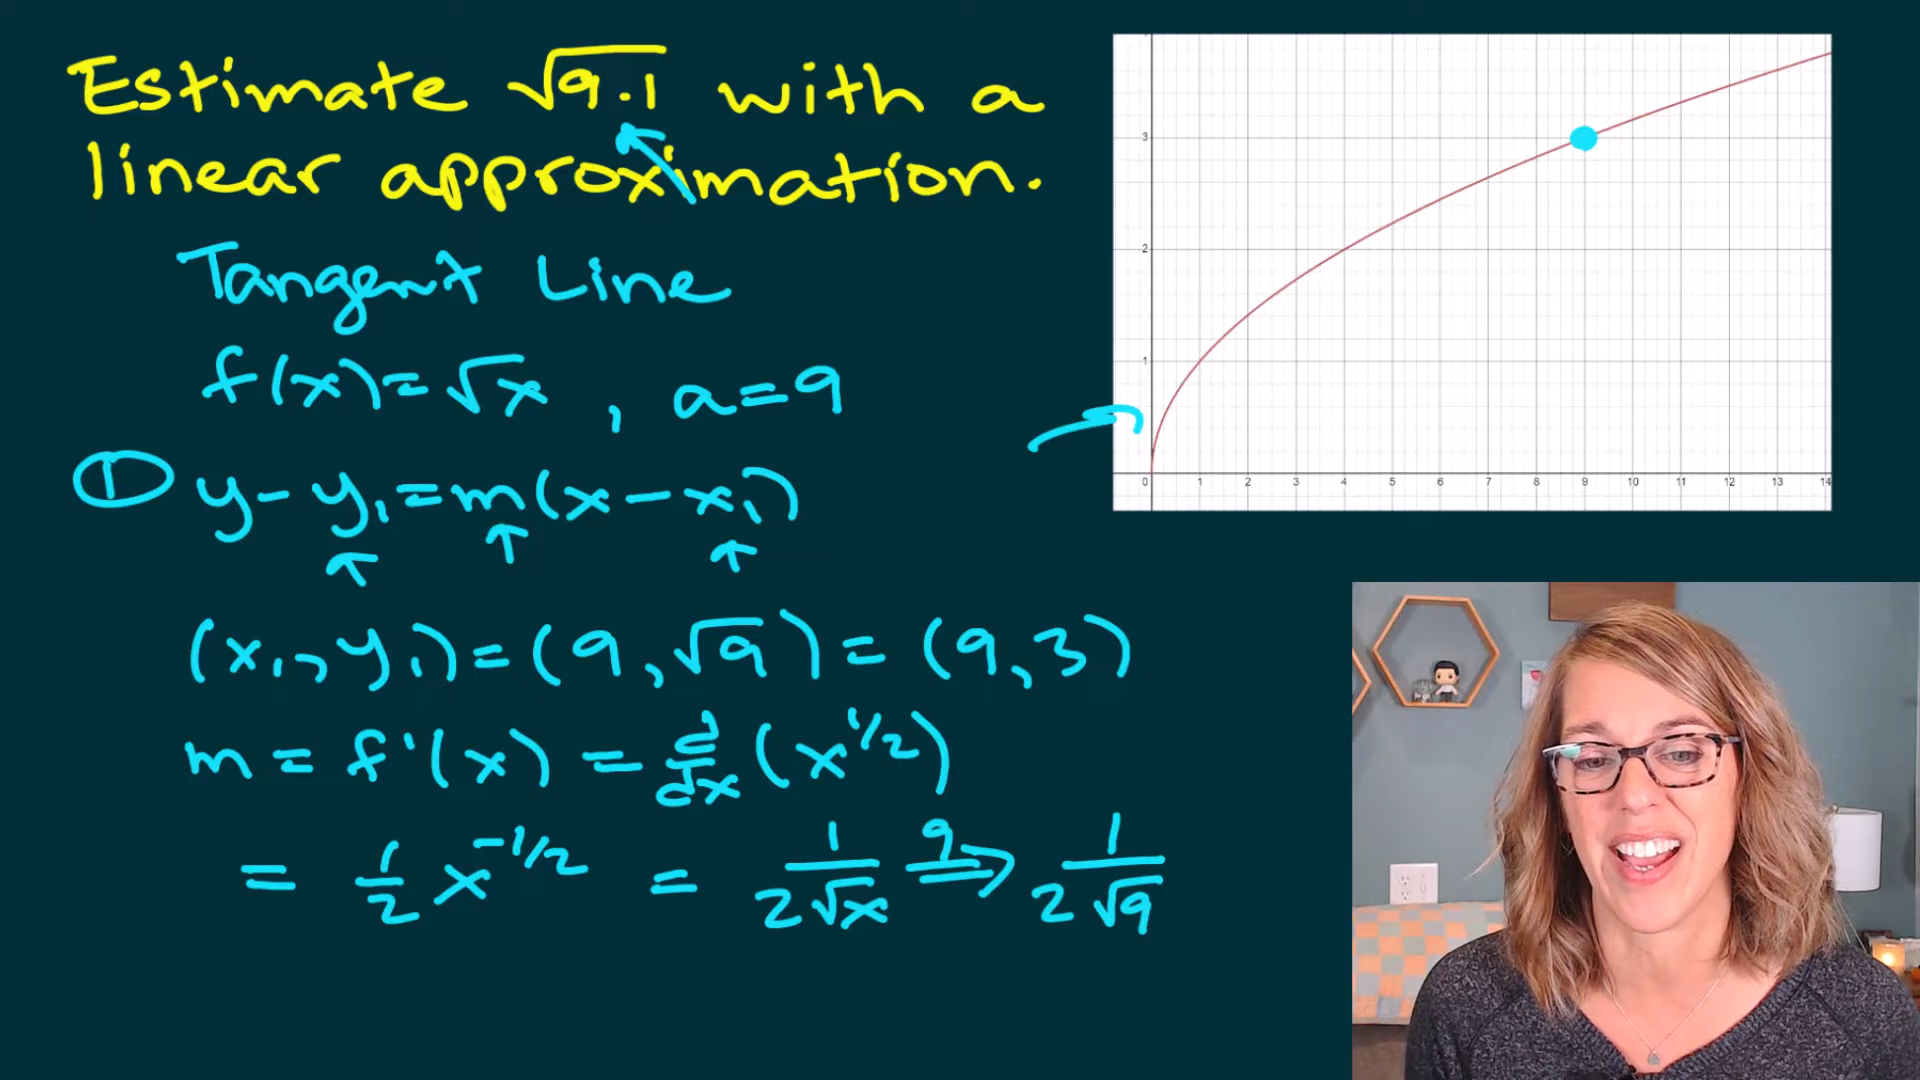 Estimate √9.1 with a
linear approximation.
Tangent Line
f(x)=√x , a=9
① y-y₁=m(x-x₁)
(x₁,y₁)=(9,√9)=(9,3)
m=f'(x)=d/dx(x^1/2)
= 1/2 x^-1/2 = 1/2√x 9⇒ 1/2√9
3
2
1
0 1 2 3 4 5 6 7 8 9 10 11 12 13 14